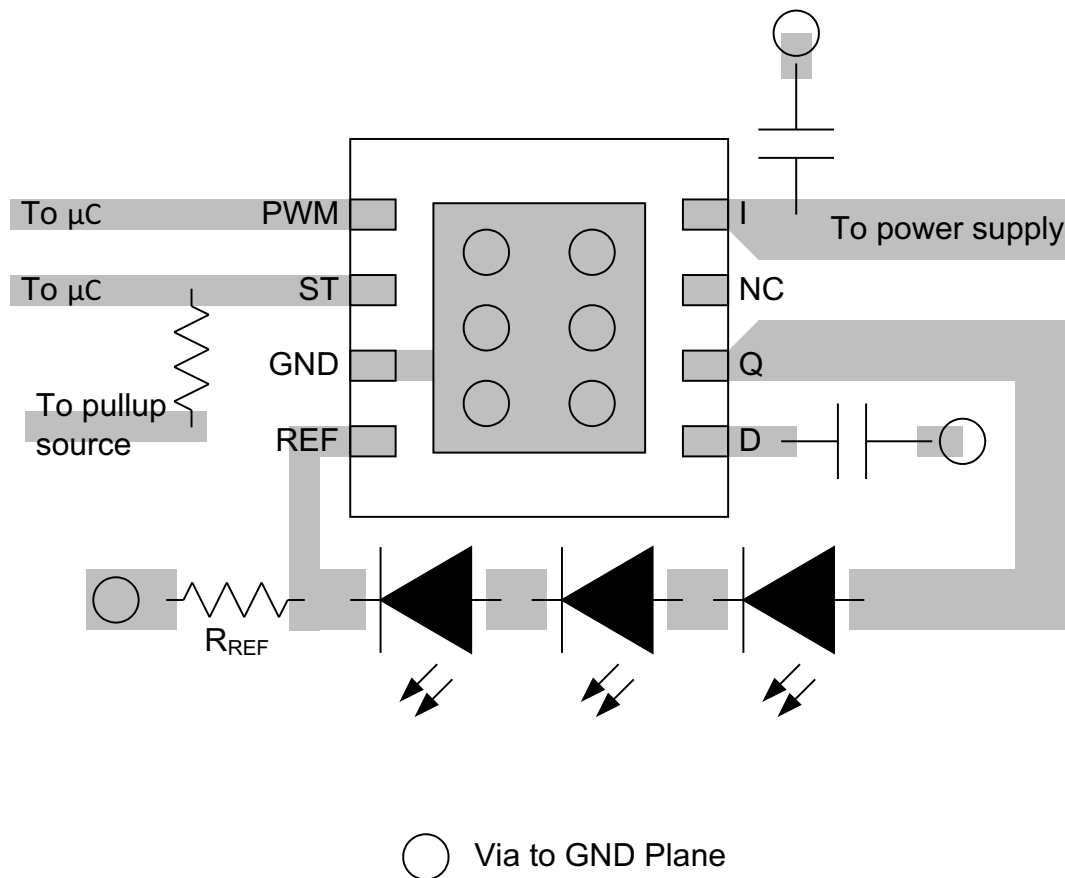 To μC
PWM
I
To power supply
To μC
ST
NC
GND
Q
To pullup
source
REF
D
RREF
Via to GND Plane